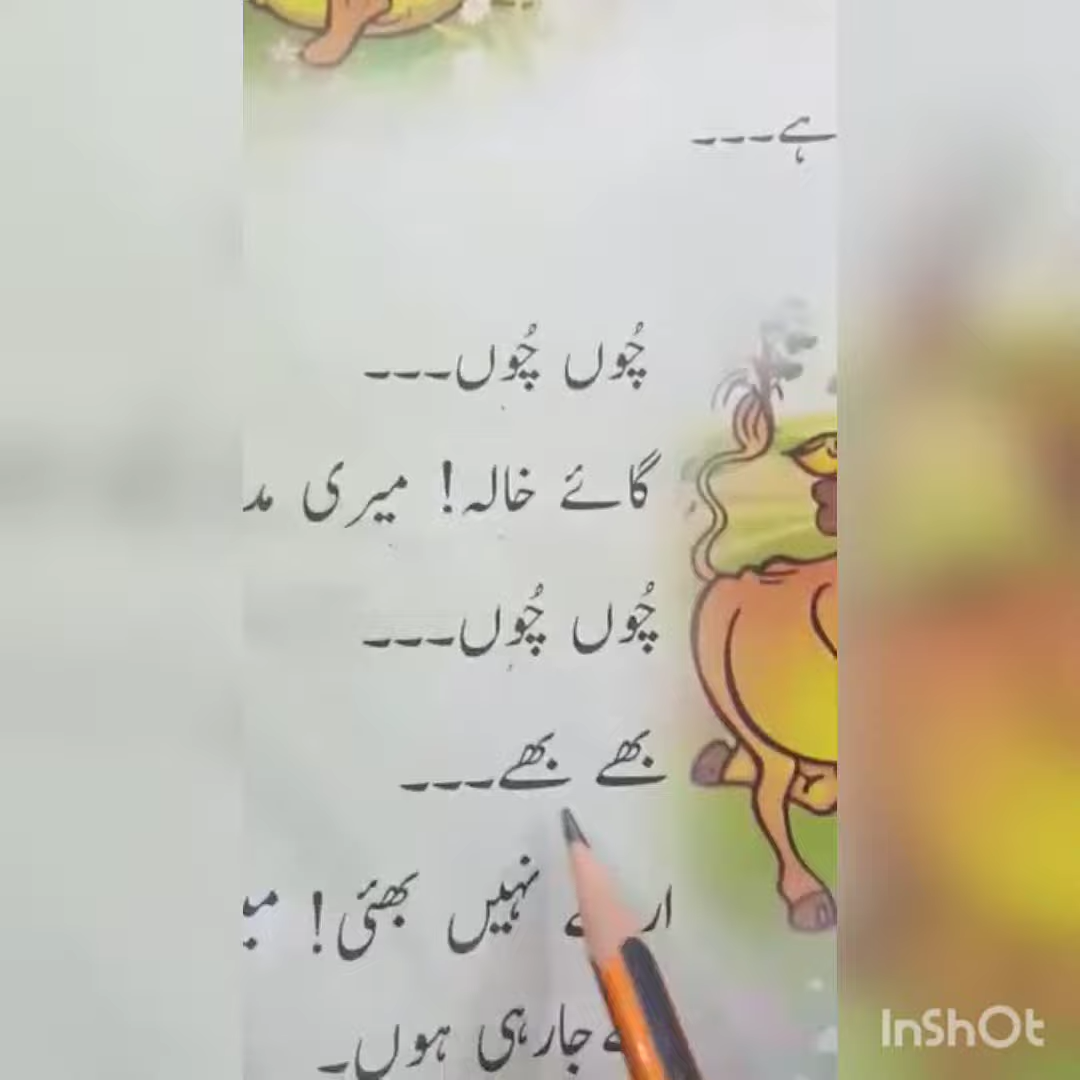 ہے۔۔۔
چُوں چُوں۔۔۔
گائے خالہ! میری
چُوں چُوں۔۔۔
بھے بھے۔۔۔
نہیں بھئی!
جارہی ہوں۔
InShOt